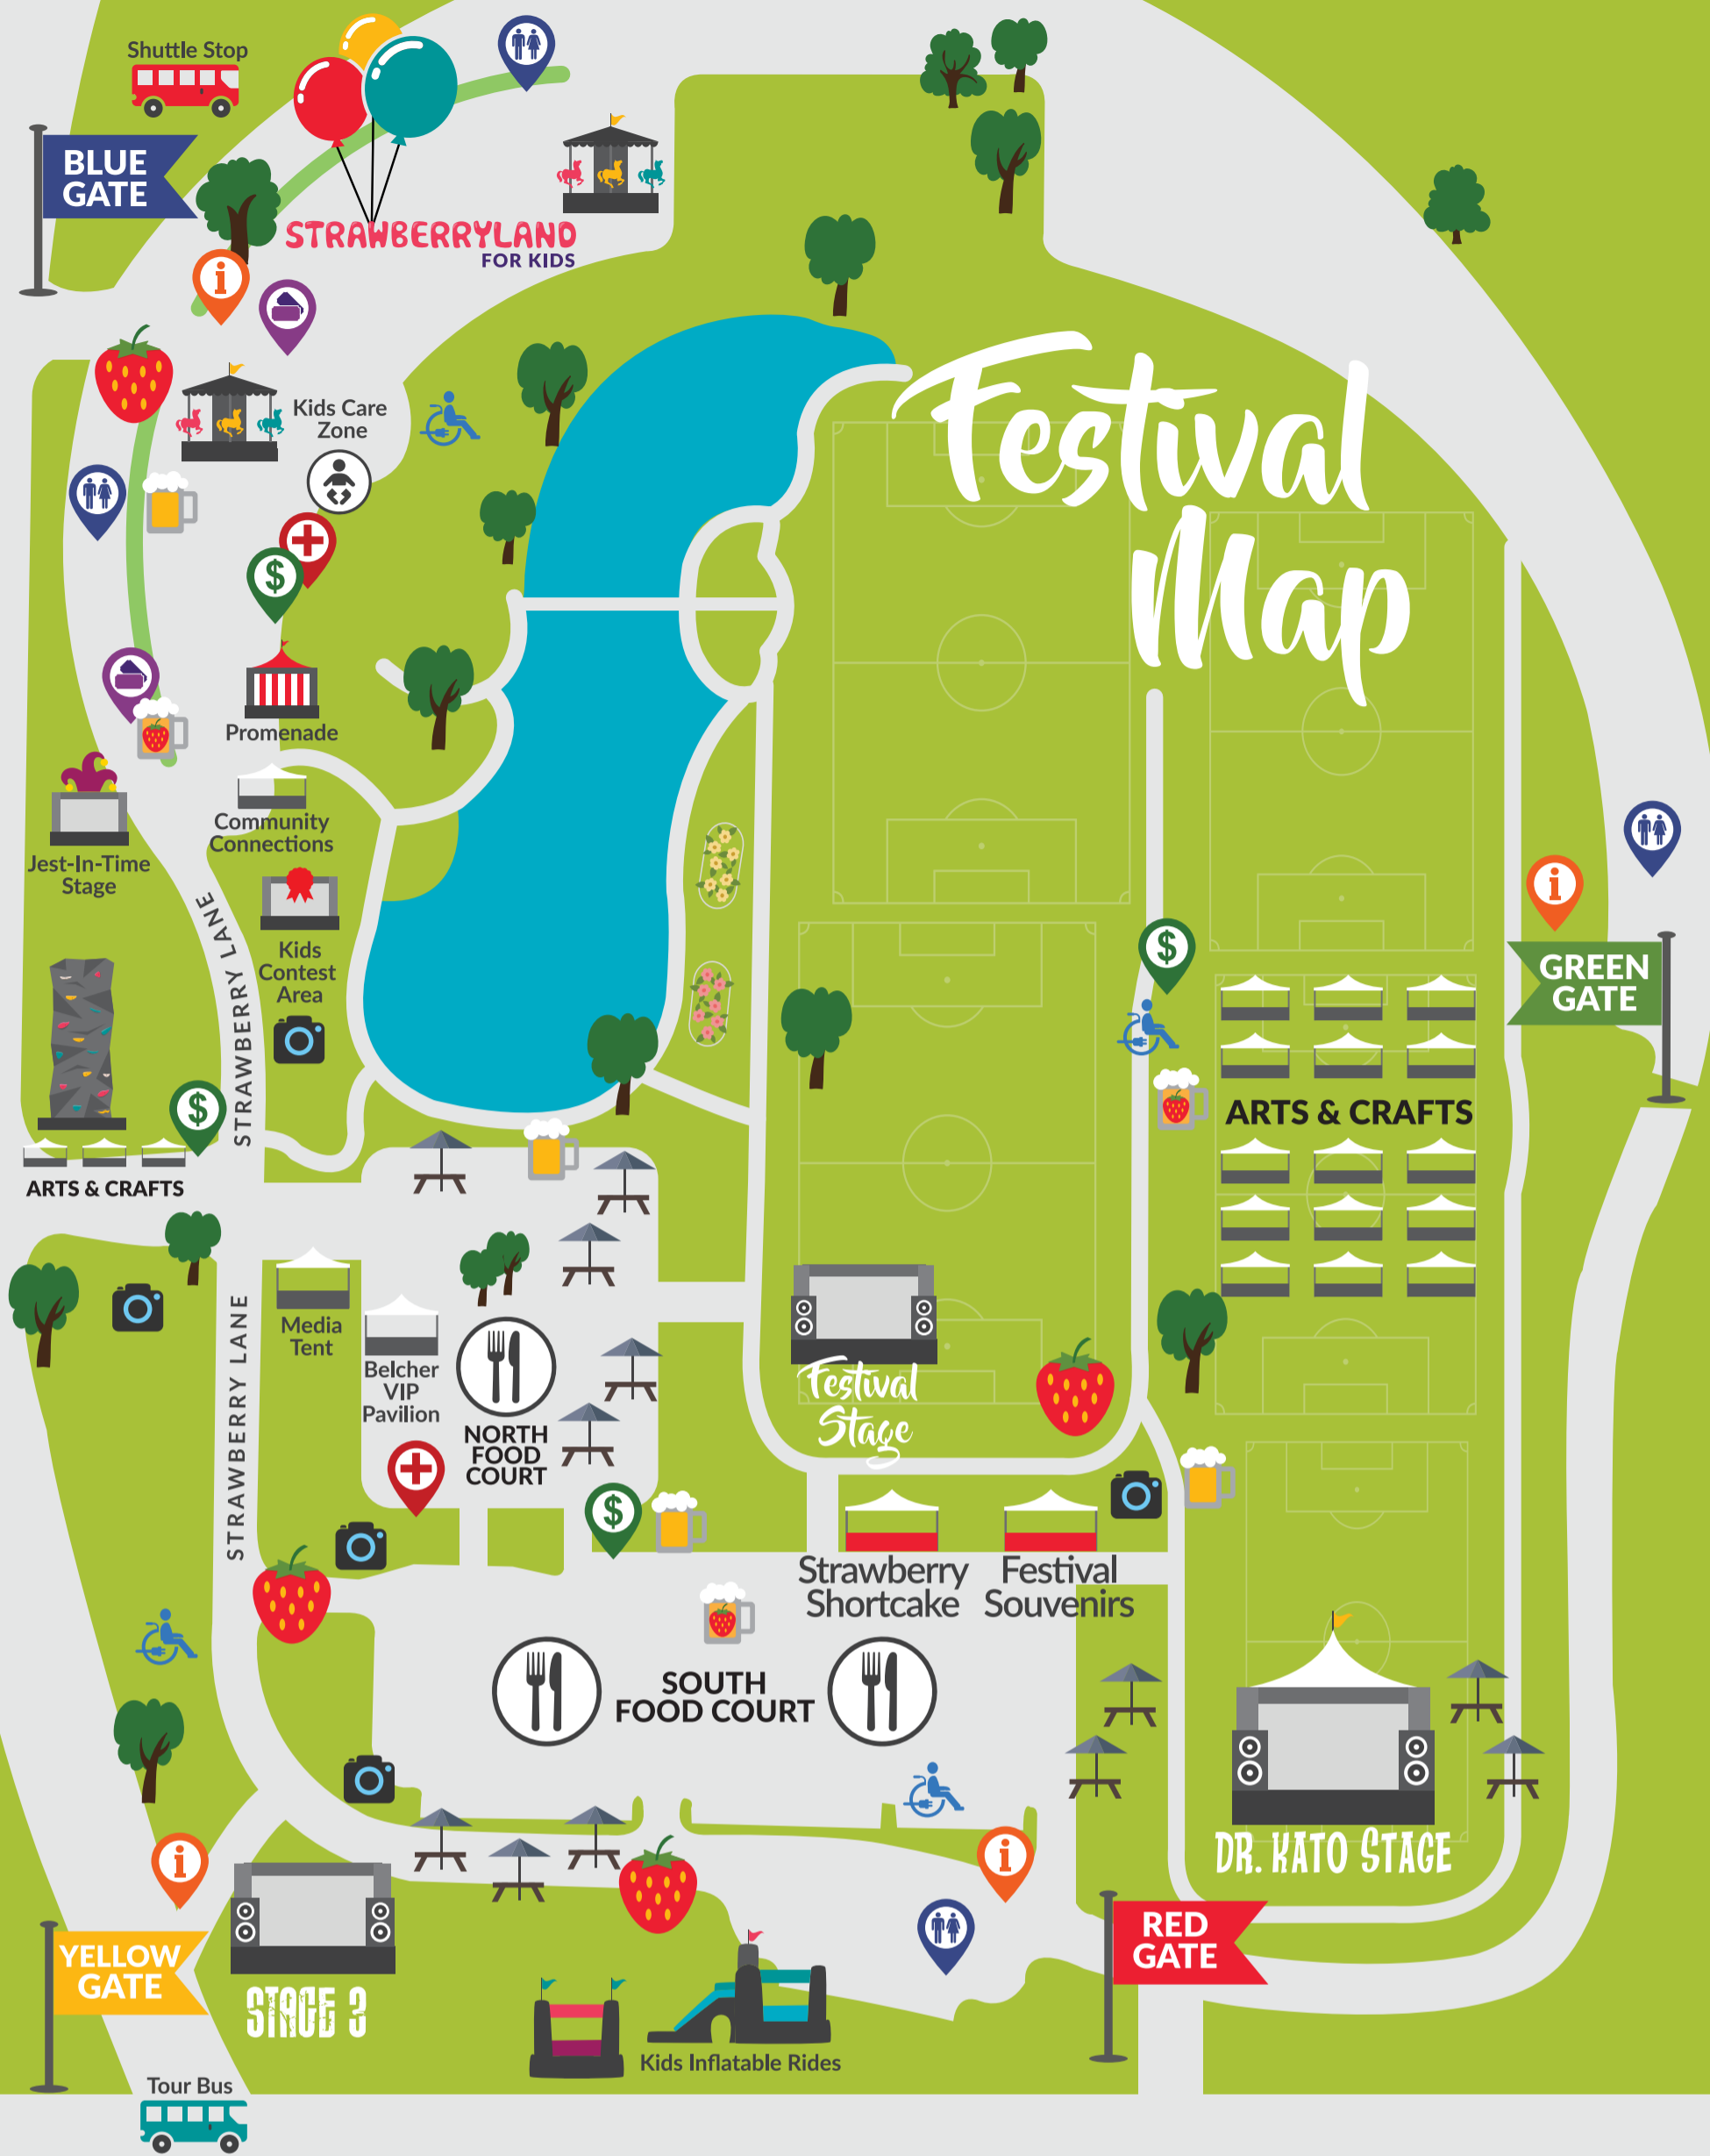 Shuttle Stop
BLUE
GATE
STRAWBERRYLAND
FOR KIDS
i
Kids Care
Zone
$
Festival
Map
Promenade
Community
Connections
Jest-In-Time
Stage
Kids
Contest
Area
STRAWBERRY LANE
$
ARTS & CRAFTS
i
GREEN
GATE
$
ARTS & CRAFTS
STRAWBERRY LANE
Media
Tent
Belcher
VIP
Pavilion
NORTH
FOOD
COURT
Festival
Stage
$
Strawberry
Shortcake
Festival
Souvenirs
SOUTH
FOOD COURT
DR. KATO STAGE
i
i
YELLOW
GATE
STAGE 3
RED
GATE
Kids Inflatable Rides
Tour Bus